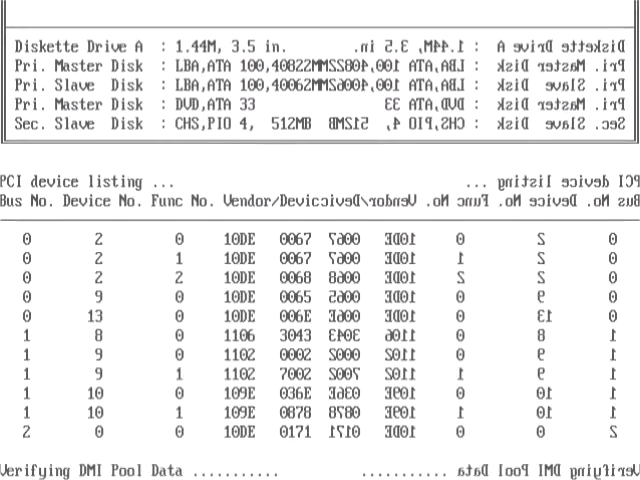 Diskette Drive A : 1.44M, 3.5 in.
Pri. Master Disk : LBA,ATA 100,40822M
Pri. Slave Disk : LBA,ATA 100,40062M
Pri. Master Disk : DVD,ATA 33
Sec. Slave Disk : CHS,PIO 4, 512MB
PCI device listing ...
Bus No. Device No. Func No. Vendor/Devic
0 2 0 10DE 0067
0 2 1 10DE 0067
0 2 2 10DE 0068
0 9 0 10DE 0065
0 13 0 10DE 006E
1 8 0 1106 3043
1 9 0 1102 0002
1 9 1 1102 7002
1 10 0 109E 036E
1 10 1 109E 0878
2 0 0 10DE 0171
Verifying DMI Pool Data ...........